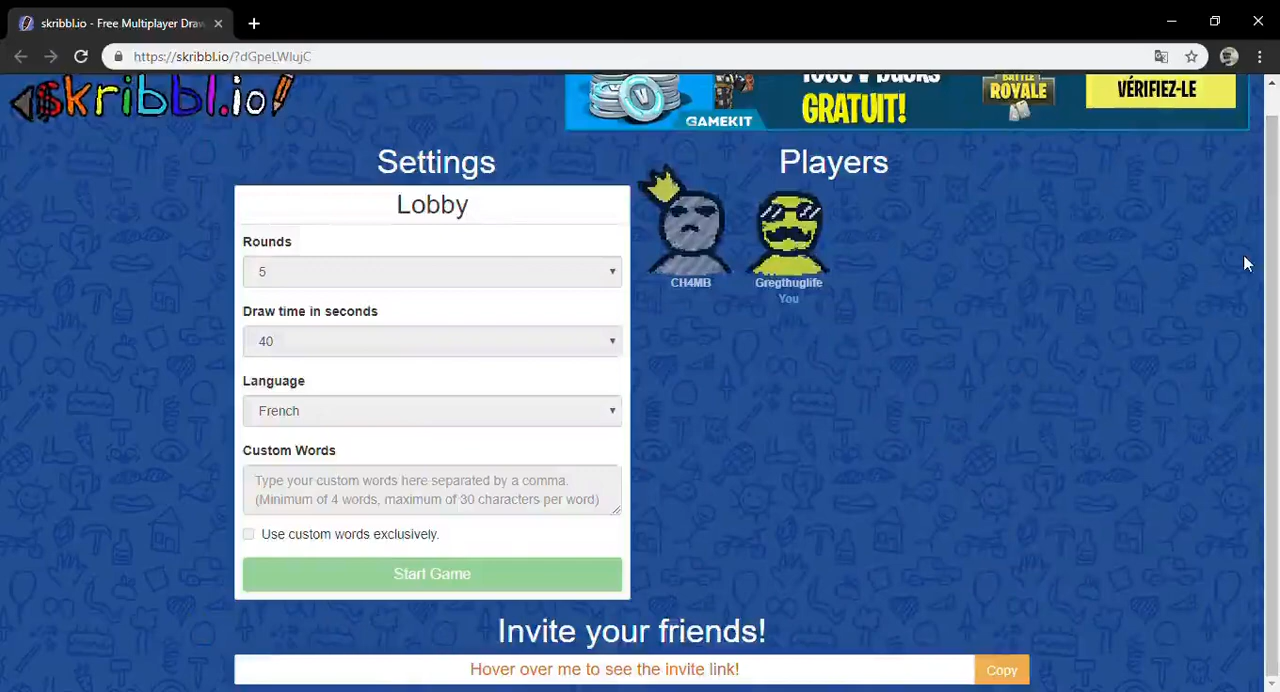 skribbl.io - Free Multiplayer Draw
https://skribbl.io/?dGpeLWlujC
skribbl.io
GRATUIT!
GAMEKIT
BATTLE
ROYALE
VÉRIFIEZ-LE
Settings
Players
Lobby
Rounds
5
Draw time in seconds
40
Language
French
Custom Words
Type your custom words here separated by a comma.
(Minimum of 4 words, maximum of 30 characters per word)
Use custom words exclusively.
Start Game
CH4MB
Gregthuglife
You
Invite your friends!
Hover over me to see the invite link!
Copy